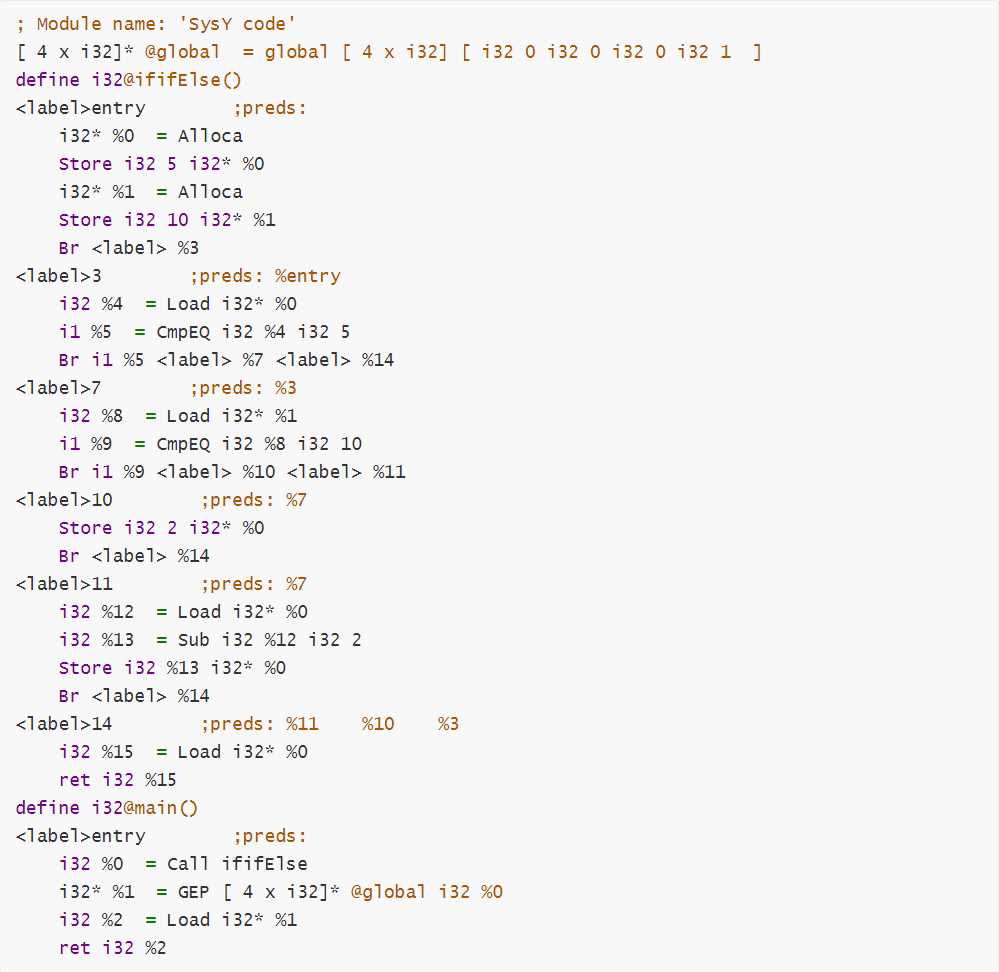 ; Module name: 'SysY code'
[ 4 x i32]* @global  = global [ 4 x i32] [ i32 0 i32 0 i32 0 i32 1  ]
define i32@ififElse()
<label>entry        ;preds:
    i32* %0  = Alloca
    Store i32 5 i32* %0
    i32* %1  = Alloca
    Store i32 10 i32* %1
    Br <label> %3
<label>3        ;preds: %entry
    i32 %4  = Load i32* %0
    i1 %5  = CmpEQ i32 %4 i32 5
    Br i1 %5 <label> %7 <label> %14
<label>7        ;preds: %3
    i32 %8  = Load i32* %1
    i1 %9  = CmpEQ i32 %8 i32 10
    Br i1 %9 <label> %10 <label> %11
<label>10        ;preds: %7
    Store i32 2 i32* %0
    Br <label> %14
<label>11        ;preds: %7
    i32 %12  = Load i32* %0
    i32 %13  = Sub i32 %12 i32 2
    Store i32 %13 i32* %0
    Br <label> %14
<label>14        ;preds: %11    %10    %3
    i32 %15  = Load i32* %0
    ret i32 %15
define i32@main()
<label>entry        ;preds:
    i32 %0  = Call ififElse
    i32* %1  = GEP [ 4 x i32]* @global i32 %0
    i32 %2  = Load i32* %1
    ret i32 %2